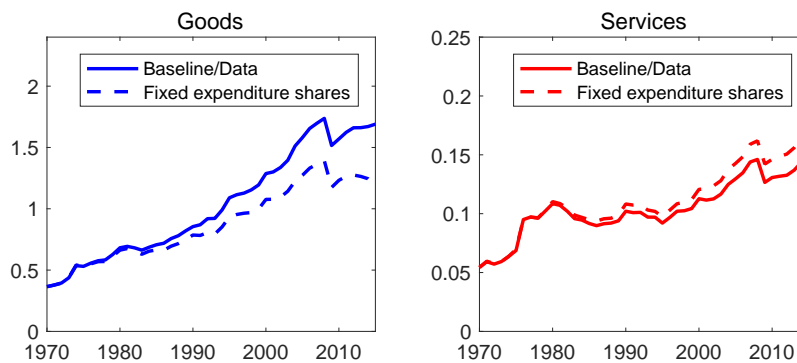 Goods
2
1.5
1
0.5
0
1970 1980 1990 2000 2010
Baseline/Data
Fixed expenditure shares
Services
0.25
0.2
0.15
0.1
0.05
0
1970 1980 1990 2000 2010
Baseline/Data
Fixed expenditure shares